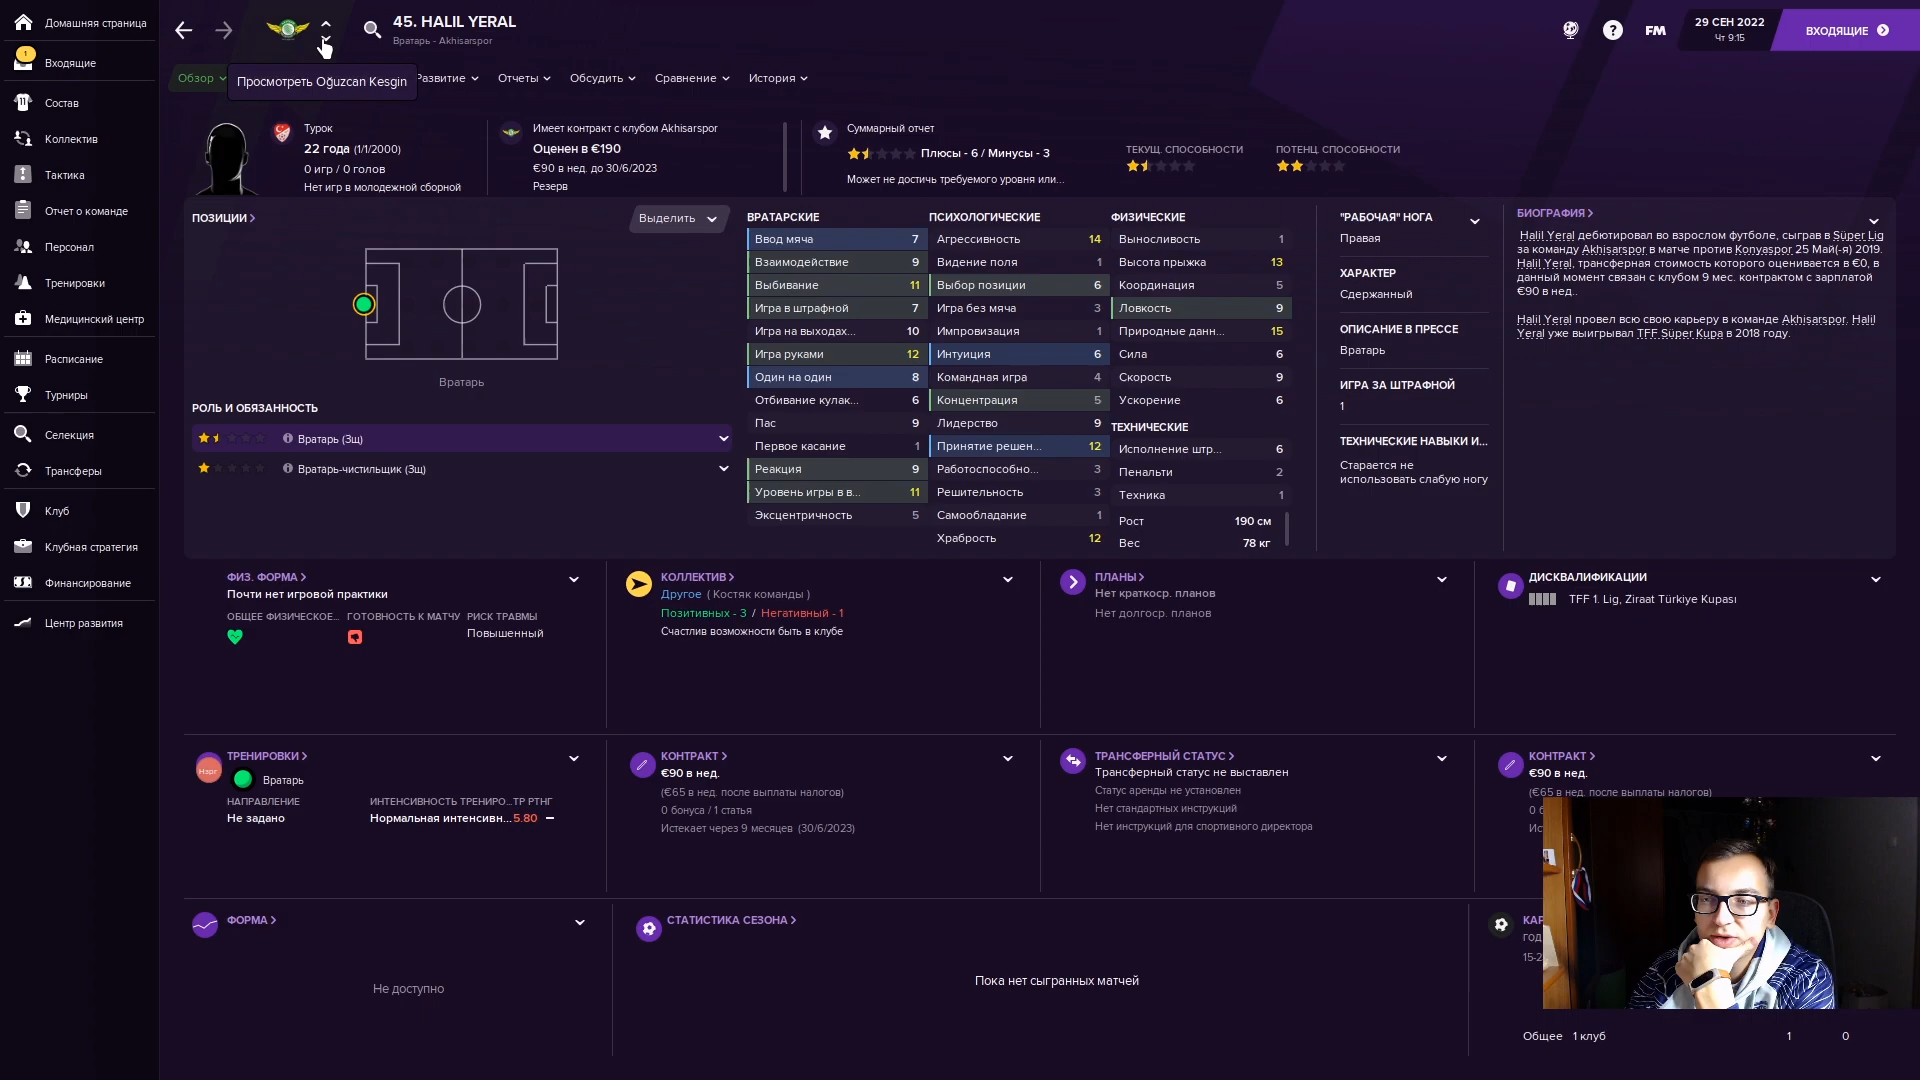 Домашняя страница
1
Входящие
Состав
Коллектив
Тактика
Отчет о команде
Персонал
Тренировки
Медицинский центр
Расписание
Турниры
Селекция
Трансферы
Клуб
Клубная стратегия
Финансирование
Центр развития
45. HALIL YERAL
Вратарь - Akhisarspor
FM
29 СЕН 2022
Чт 9:15
ВХОДЯЩИЕ
Обзор
Просмотреть Oğuzcan Kesgin
Развитие
Отчеты
Обсудить
Сравнение
История
Турок
22 года (1/1/2000)
0 игр / 0 голов
Нет игр в молодежной сборной
Имеет контракт с клубом Akhisarspor
Оценен в €190
€90 в нед. до 30/6/2023
Резерв
Суммарный отчет
Плюсы - 6 / Минусы - 3
Может не достичь требуемого уровня или...
ТЕКУЩ. СПОСОБНОСТИ
ПОТЕНЦ. СПОСОБНОСТИ
ПОЗИЦИИ
Выделить
Вратарь
РОЛЬ И ОБЯЗАННОСТЬ
Вратарь (Зщ)
Вратарь-чистильщик (Зщ)
ВРАТАРСКИЕ
Ввод мяча 7
Взаимодействие 9
Выбивание 11
Игра в штрафной 7
Игра на выходах... 10
Игра руками 12
Один на один 8
Отбивание кулак... 6
Пас 9
Первое касание 1
Реакция 9
Уровень игры в в... 11
Эксцентричность 5
ПСИХОЛОГИЧЕСКИЕ
Агрессивность 14
Видение поля 1
Выбор позиции 6
Игра без мяча 3
Импровизация 1
Интуиция 6
Командная игра 4
Концентрация 5
Лидерство 9
Принятие решен... 12
Работоспособно... 3
Решительность 3
Самообладание 1
Храбрость 12
ФИЗИЧЕСКИЕ
Выносливость 1
Высота прыжка 13
Координация 5
Ловкость 9
Природные данн... 15
Сила 6
Скорость 9
Ускорение 6
ТЕХНИЧЕСКИЕ
Исполнение штр... 6
Пенальти 2
Техника 1
Рост 190 см
Вес 78 кг
"РАБОЧАЯ" НОГА
Правая
ХАРАКТЕР
Сдержанный
ОПИСАНИЕ В ПРЕССЕ
Вратарь
ИГРА ЗА ШТРАФНОЙ
1
ТЕХНИЧЕСКИЕ НАВЫКИ И...
Старается не
использовать слабую ногу
БИОГРАФИЯ
Halil Yeral дебютировал во взрослом футболе, сыграв в Süper Lig
за команду Akhisarspor в матче против Konyaspor 25 Май(-я) 2019.
Halil Yeral, трансферная стоимость которого оценивается в €0, в
данный момент связан с клубом 9 мес. контрактом с зарплатой
€90 в нед..
Halil Yeral провел всю свою карьеру в команде Akhisarspor. Halil
Yeral уже выигрывал TFF Süper Kupa в 2018 году.
ФИЗ. ФОРМА
Почти нет игровой практики
ОБЩЕЕ ФИЗИЧЕСКОЕ... ГОТОВНОСТЬ К МАТЧУ РИСК ТРАВМЫ
Повышенный
КОЛЛЕКТИВ
Другое ( Костяк команды )
Позитивных - 3 / Негативный - 1
Счастлив возможности быть в клубе
ПЛАНЫ
Нет краткоср. планов
Нет долгоср. планов
ДИСКВАЛИФИКАЦИИ
TFF 1. Lig, Ziraat Türkiye Kupası
ТРЕНИРОВКИ
Нзрг
Вратарь
НАПРАВЛЕНИЕ ИНТЕНСИВНОСТЬ ТРЕНИРО... ТР РТНГ
Не задано Нормальная интенсивн... 5.80
КОНТРАКТ
€90 в нед.
(€65 в нед. после выплаты налогов)
0 бонуса / 1 статья
Истекает через 9 месяцев (30/6/2023)
ТРАНСФЕРНЫЙ СТАТУС
Трансферный статус не выставлен
Статус аренды не установлен
Нет стандартных инструкций
Нет инструкций для спортивного директора
КОНТРАКТ
€90 в нед.
(€65 в нед. после выплаты налогов)
ФОРМА
Не доступно
СТАТИСТИКА СЕЗОНА
Пока нет сыгранных матчей
КАР
ГОД
15-2
Общее 1 клуб 1 0